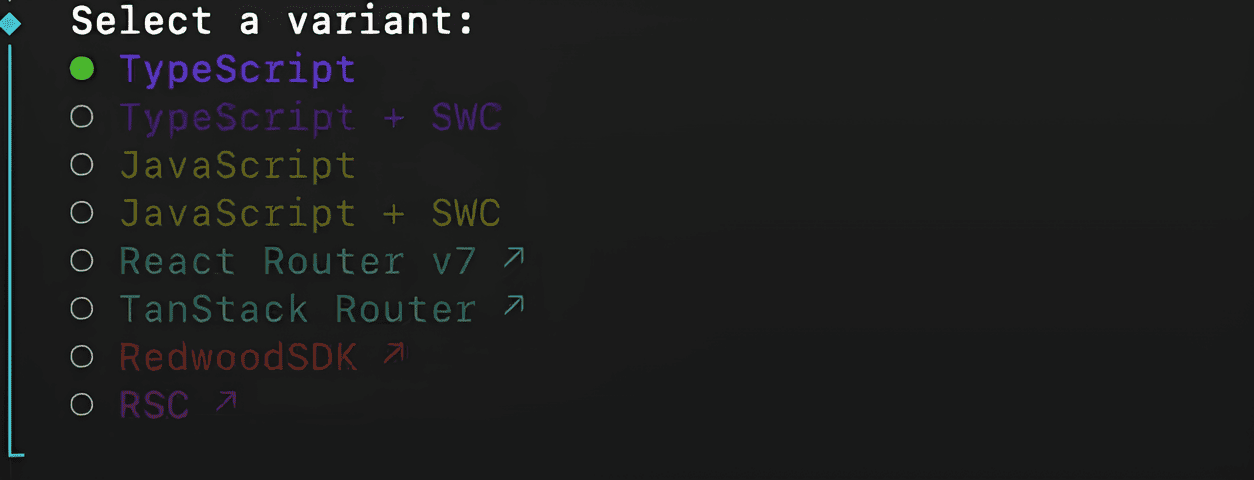 Select a variant:
TypeScript
TypeScript + SWC
JavaScript
JavaScript + SWC
React Router v7 ↗
TanStack Router ↗
RedwoodSDK ↗
RSC ↗